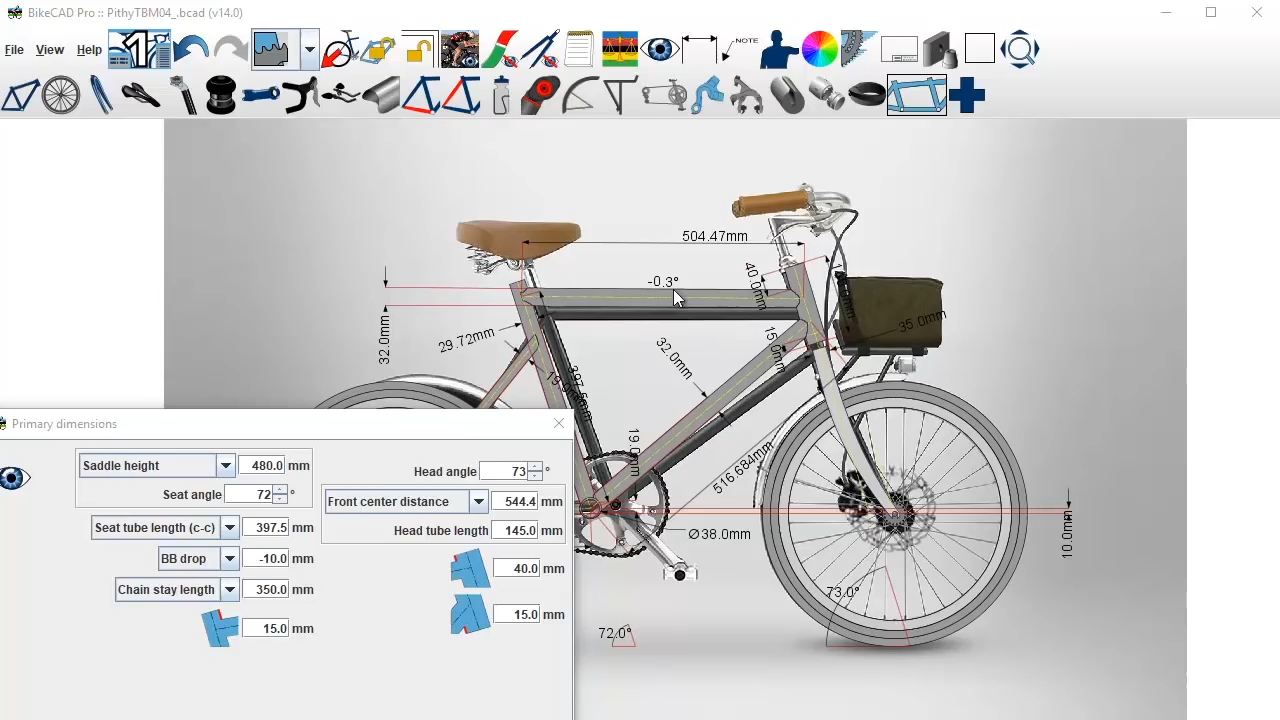 BikeCAD Pro :: PithyTBM04_.bcad (v14.0)
File View Help
NOTE
504.47mm
-0.3°
40.0mm
32.0mm
29.72mm
35.0mm
15.0mm
32.0mm
19.0mm
516.684mm
Ø38.0mm
10.0mm
73.0°
72.0°
Primary dimensions
Saddle height 480.0 mm
Seat angle 72 °
Seat tube length (c-c) 397.5 mm
BB drop -10.0 mm
Chain stay length 350.0 mm
15.0 mm
Head angle 73 °
Front center distance 544.4 mm
Head tube length 145.0 mm
40.0 mm
15.0 mm